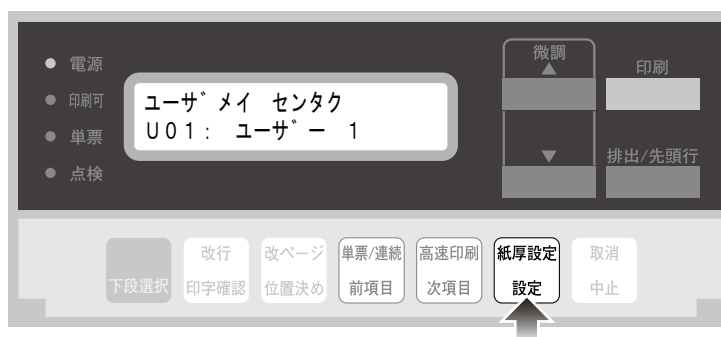 電源
印刷可
単票
点検
ユーザメイ センタク
U01: ユーザー 1
微調
▲
▼
印刷
排出/先頭行
下段選択
改行
印字確認
改ページ
位置決め
単票/連続
前項目
高速印刷
次項目
紙厚設定
設定
取消
中止